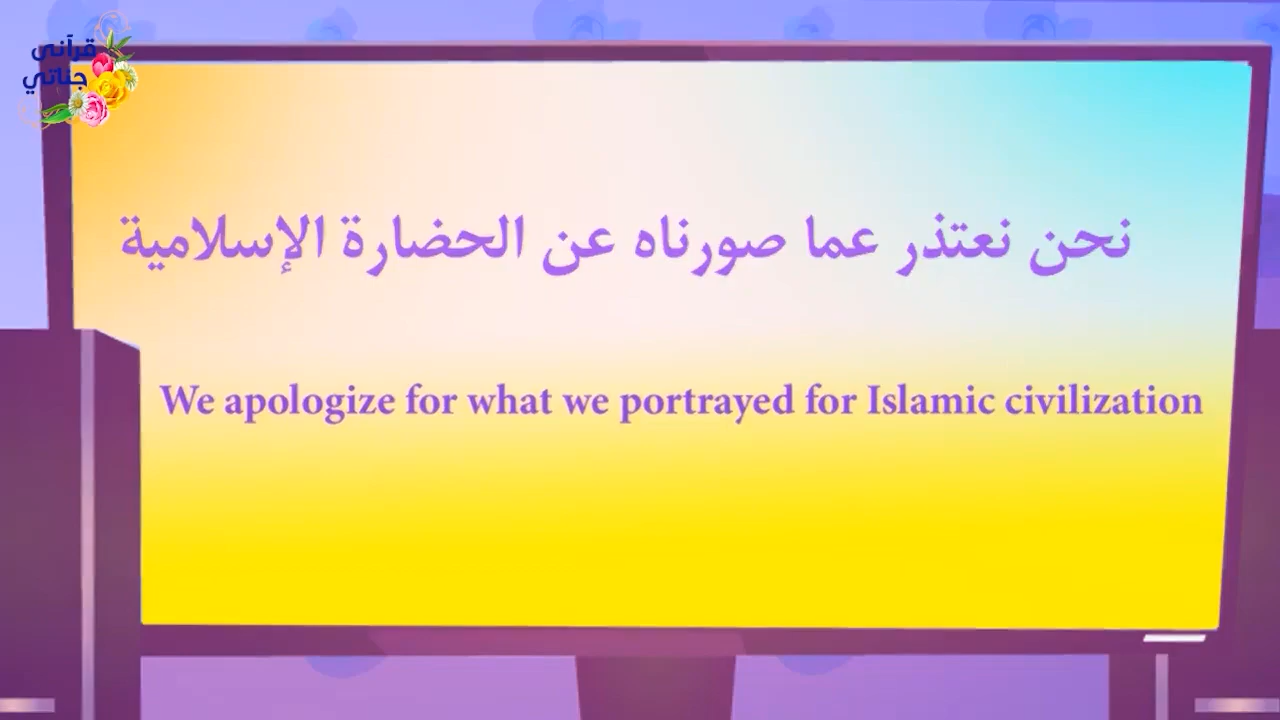 قرآني
جناتي
نحن نعتذر عما صورناه عن الحضارة الإسلامية
We apologize for what we portrayed for Islamic civilization